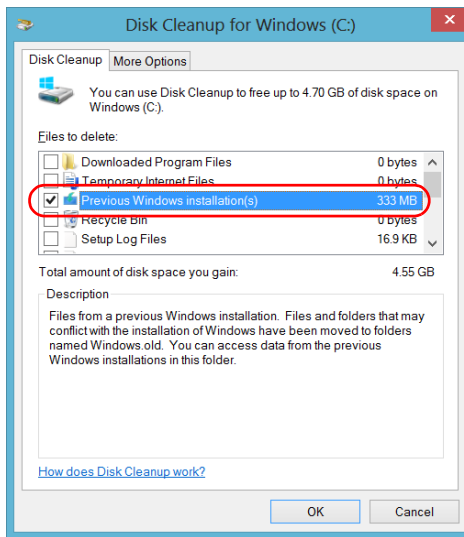 Disk Cleanup for Windows (C:)
Disk Cleanup
More Options
You can use Disk Cleanup to free up to 4.70 GB of disk space on
Windows (C:).
Files to delete:
Downloaded Program Files 0 bytes
Temporary Internet Files 0 bytes
Previous Windows installation(s) 333 MB
Recycle Bin 0 bytes
Setup Log Files 16.9 KB
Total amount of disk space you gain: 4.55 GB
Description
Files from a previous Windows installation. Files and folders that may
conflict with the installation of Windows have been moved to folders
named Windows.old. You can access data from the previous
Windows installations in this folder.
How does Disk Cleanup work?
OK
Cancel